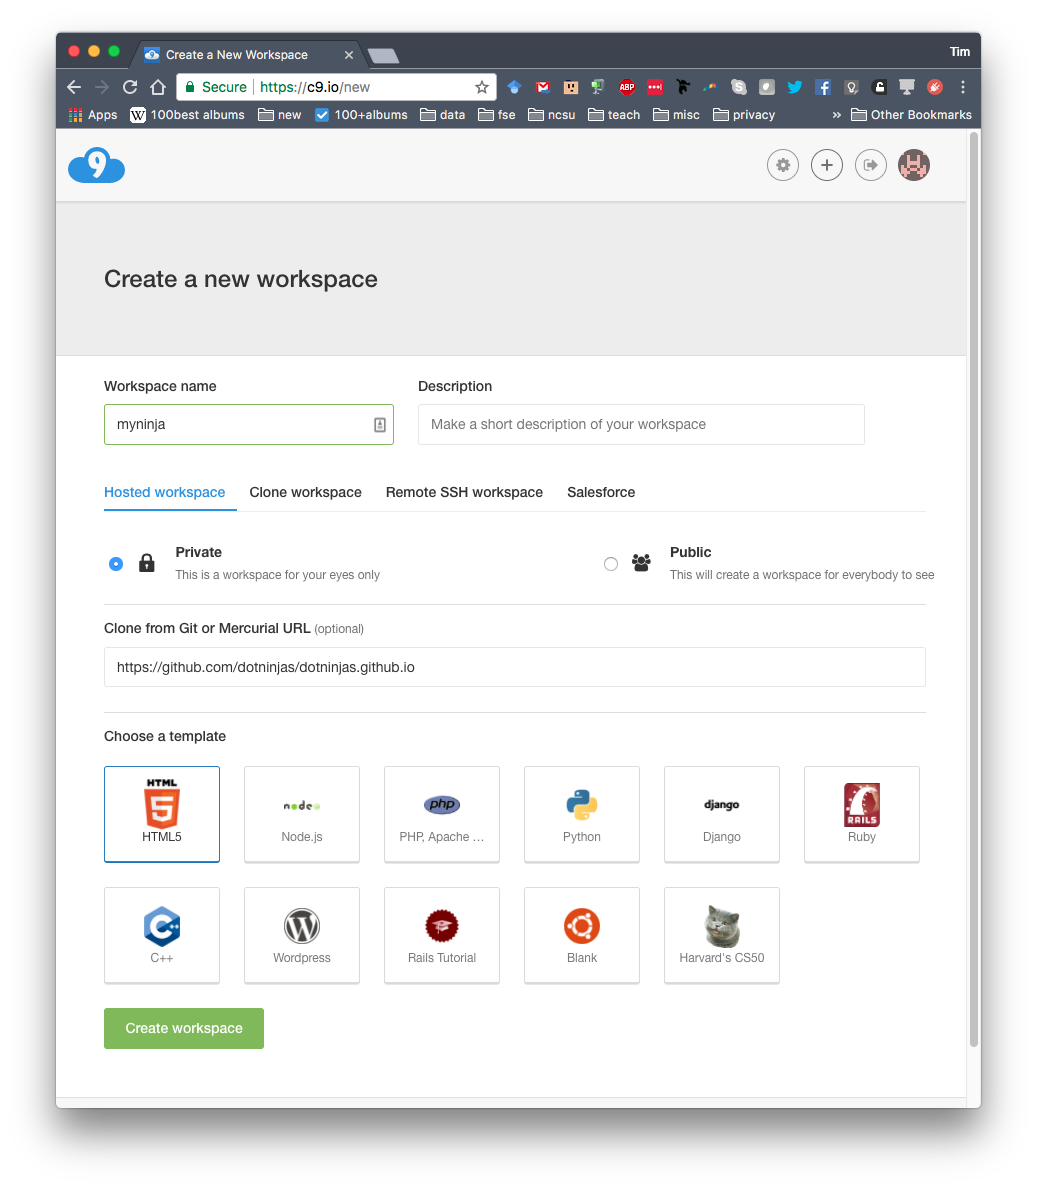 Create a New Workspace
Tim
Secure https://c9.io/new
ABP
Apps W 100best albums new 100+albums data fse ncsu teach misc privacy » Other Bookmarks
9
Create a new workspace
Workspace name Description
myninja Make a short description of your workspace
Hosted workspace Clone workspace Remote SSH workspace Salesforce
Private Public
This is a workspace for your eyes only This will create a workspace for everybody to see
Clone from Git or Mercurial URL (optional)
https://github.com/dotninjas/dotninjas.github.io
Choose a template
HTML 5 node php django RAILS
HTML5 Node.js PHP, Apache ... Python Django Ruby
C++ Wordpress Rails Tutorial Blank Harvard's CS50
Create workspace